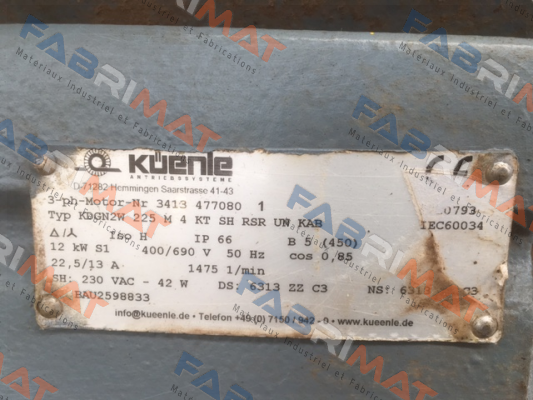 KUENLE
ANTRIEBSSYSTEME
D-71282 Hemmingen Saarstrasse 41-43
3-ph-Motor-Nr 3413 477080 1
0793
Typ KDGN2W 225 M 4 KT SH RSR UN KAB
IEC60034
Δ/人 Iso H IP 66 B 5 (450)
12 kW S1 400/690 V 50 Hz cos 0,85
22,5/13 A 1475 1/min
SH: 230 VAC - 42 W DS: 6313 ZZ C3 NS: 6313 C3
BAU2598833
info@kueenle.de • Telefon +49 (0) 7150 / 942 - 0 • www.kueenle.de
FABRIMAT
Materiaux Industriel et Fabrications